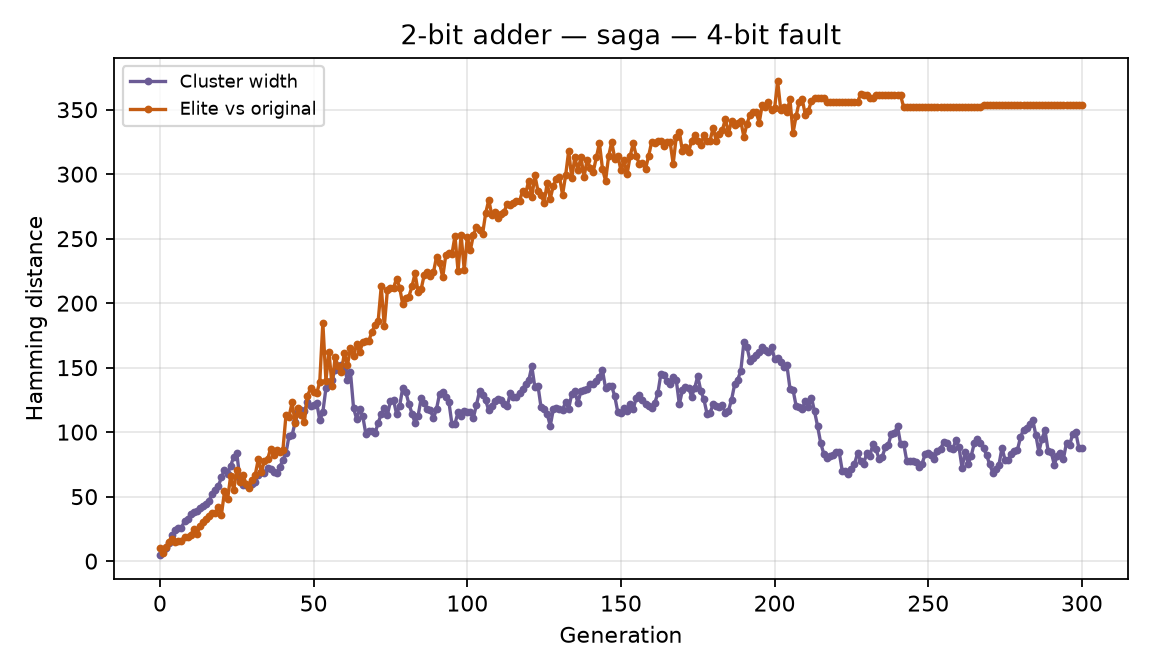 2-bit adder — saga — 4-bit fault
Cluster width
Elite vs original
Hamming distance
350
300
250
200
150
100
50
0
0 50 100 150 200 250 300
Generation